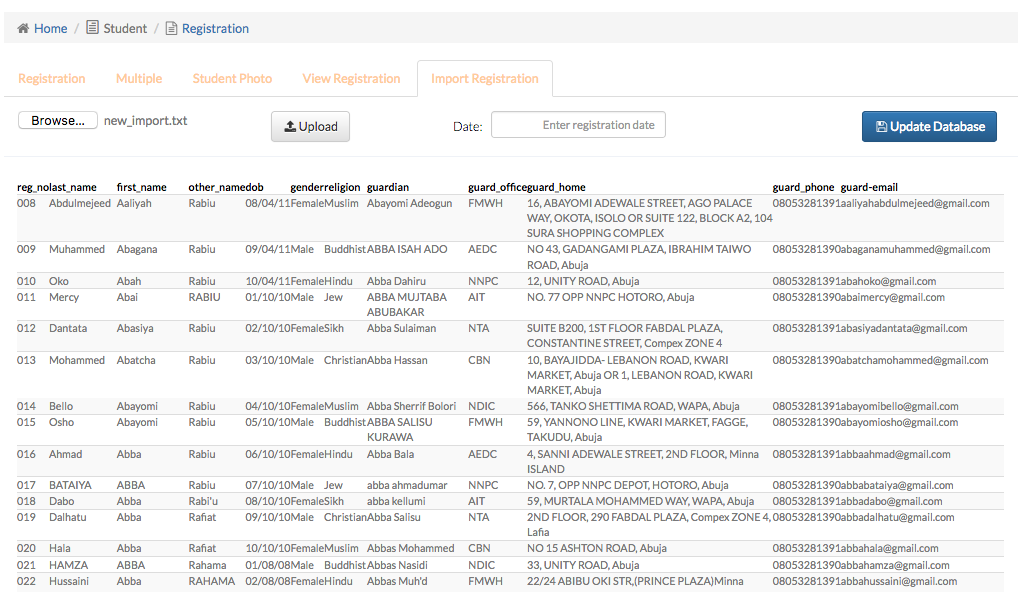 Home / Student / Registration
Registration Multiple Student Photo View Registration Import Registration
Browse... new_import.txt Upload Date: Enter registration date Update Database
reg_no last_name first_name other_name dob gender religion guardian guard_office guard_home guard_phone guard-email
008 Abdulmejeed Aaliyah Rabiu 08/04/11 Female Muslim Abayomi Adeogun FMWH 16, ABAYOMI ADEWALE STREET, AGO PALACE 08053281391 aaliyahabdulmejeed@gmail.com
WAY, OKOTA, ISOLO OR SUITE 122, BLOCK A2, 104
SURA SHOPPING COMPLEX
009 Muhammed Abagana Rabiu 09/04/11 Male Buddhist ABBA ISAH ADO AEDC NO 43, GADANGAMI PLAZA, IBRAHIM TAIWO 08053281390 abaganamuhammed@gmail.com
ROAD, Abuja
010 Oko Abah Rabiu 10/04/11 Female Hindu Abba Dahiru NNPC 12, UNITY ROAD, Abuja 08053281391 abahoko@gmail.com
011 Mercy Abai RABIU 01/10/10 Male Jew ABBA MUJTABA AIT NO. 77 OPP NNPC HOTORO, Abuja 08053281390 abaimercy@gmail.com
ABUBAKAR
012 Dantata Abasiya Rabiu 02/10/10 Female Sikh Abba Sulaiman NTA SUITE B200, 1ST FLOOR FABDAL PLAZA, 08053281391 abasiyadantata@gmail.com
CONSTANTINE STREET, Compex ZONE 4
013 Mohammed Abatcha Rabiu 03/10/10 Male Christian Abba Hassan CBN 10, BAYAJIDDA- LEBANON ROAD, KWARI 08053281390 abatchamohammed@gmail.com
MARKET, Abuja OR 1, LEBANON ROAD, KWARI
MARKET, Abuja
014 Bello Abayomi Rabiu 04/10/10 Female Muslim Abba Sherrif Bolori NDIC 566, TANKO SHETTIMA ROAD, WAPA, Abuja 08053281391 abayomibello@gmail.com
015 Osho Abayomi Rabiu 05/10/10 Male Buddhist ABBA SALISU FMWH 59, YANNONO LINE, KWARI MARKET, FAGGE, 08053281390 abayomiosho@gmail.com
KURAWA TAKUDU, Abuja
016 Ahmad Abba Rabiu 06/10/10 Female Hindu Abba Bala AEDC 4, SANNI ADEWALE STREET, 2ND FLOOR, Minna 08053281391 abbaahmad@gmail.com
ISLAND
017 BATAIYA ABBA Rabiu 07/10/10 Male Jew abba ahmadumar NNPC NO. 7, OPP NNPC DEPOT, HOTORO, Abuja 08053281390 abbabataiya@gmail.com
018 Dabo Abba Rabi'u 08/10/10 Female Sikh abba kellumi AIT 59, MURTALA MOHAMMED WAY, WAPA, Abuja 08053281391 abbadabo@gmail.com
019 Dalhatu Abba Rafiat 09/10/10 Male Christian Abba Salisu NTA 2ND FLOOR, 290 FABDAL PLAZA, Compex ZONE 4, 08053281390 abbadalhatu@gmail.com
Lafia
020 Hala Abba Rafiat 10/10/10 Female Muslim Abbas Mohammed CBN NO 15 ASHTON ROAD, Abuja 08053281391 abbahala@gmail.com
021 HAMZA ABBA Rahama 01/08/08 Male Buddhist Abbas Nasidi NDIC 33, UNITY ROAD, Abuja 08053281390 abbahamza@gmail.com
022 Hussaini Abba RAHAMA 02/08/08 Female Hindu Abbas Muh'd FMWH 22/24 ABIBU OKI STR,(PRINCE PLAZA)Minna 08053281391 abbahussaini@gmail.com